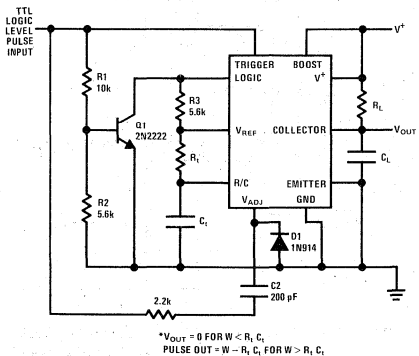 TTL
LOGIC
LEVEL
PULSE
INPUT
R1
10k
Q1
2N2222
R2
5.6k
R3
5.6k
Rt
Ct
TRIGGER
LOGIC
BOOST
V+
VREF
COLLECTOR
R/C
EMITTER
VADJ
GND
V+
RL
VOUT
CL
D1
1N914
C2
200 pF
2.2k
*VOUT = 0 FOR W < Rt Ct
PULSE OUT = W − Rt Ct FOR W > Rt Ct